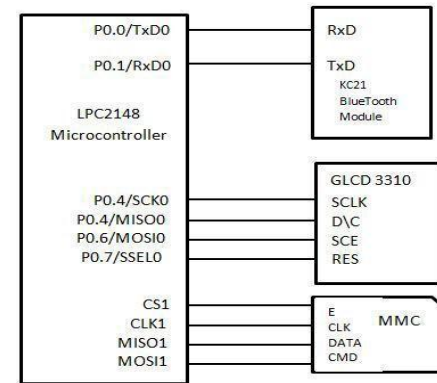 P0.0/TxD0
P0.1/RxD0
LPC2148
Microcontroller
P0.4/SCK0
P0.4/MISO0
P0.6/MOSI0
P0.7/SSEL0
CS1
CLK1
MISO1
MOSI1
RxD
TxD
KC21
BlueTooth
Module
GLCD 3310
SCLK
D\C
SCE
RES
E
CLK
DATA
CMD
MMC